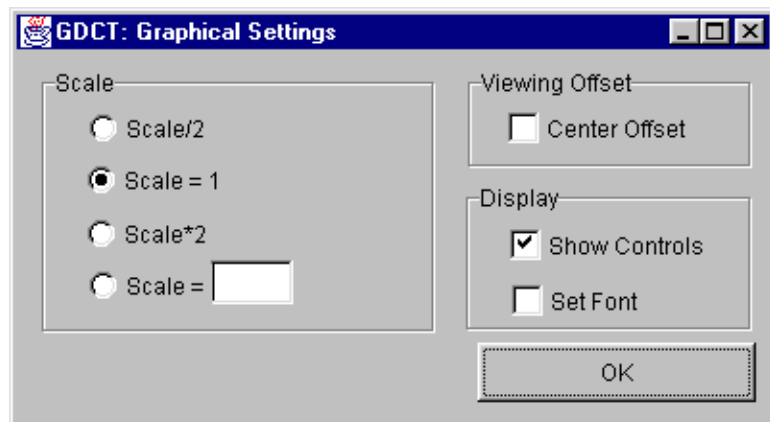 GDCT: Graphical Settings
Scale
Scale/2
Scale = 1
Scale*2
Scale =
Viewing Offset
Center Offset
Display
Show Controls
Set Font
OK